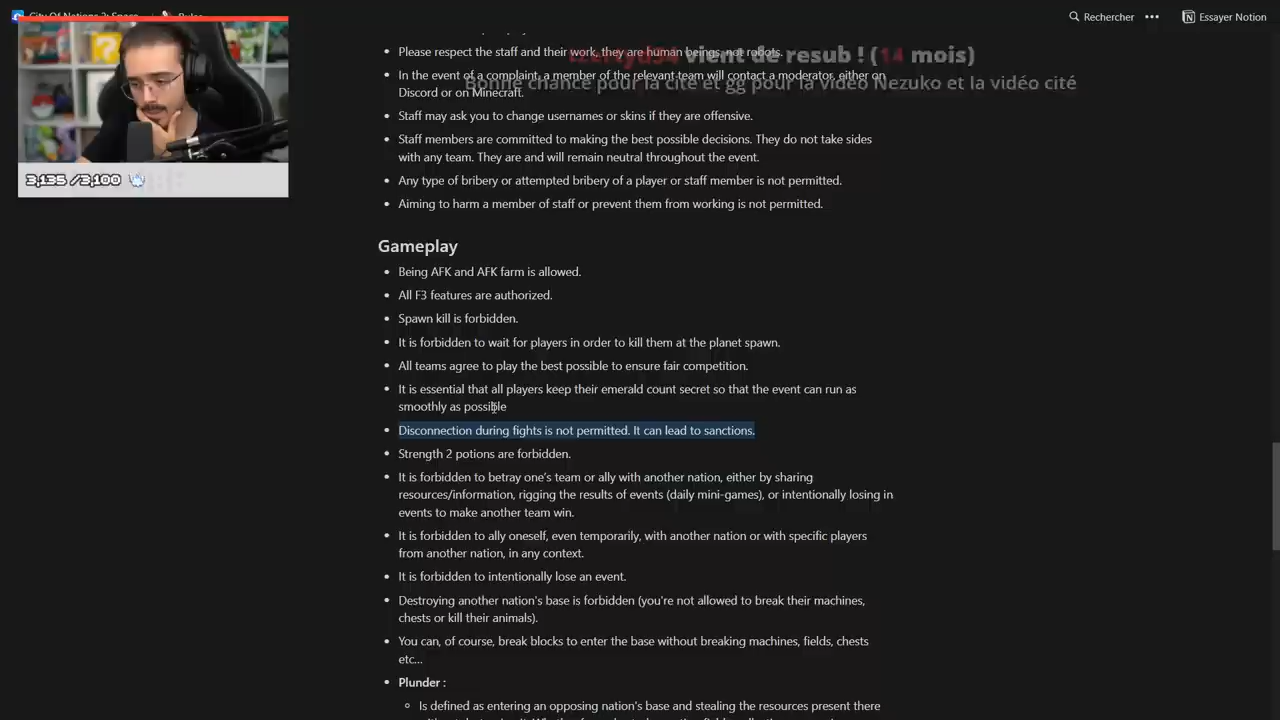 City Of Nations 2: Space / Rules
Rechercher
Essayer Notion
Please respect the staff and their work, they are human beings, not robots.
vient de resub ! (14 mois)
In the event of a complaint, a member of the relevant team will contact a moderator, either on
Bonne chance pour la cité et gg pour la vidéo Nezuko et la vidéo cité
Discord or on Minecraft.
Staff may ask you to change usernames or skins if they are offensive.
Staff members are committed to making the best possible decisions. They do not take sides
with any team. They are and will remain neutral throughout the event.
3,135 /3,100
Any type of bribery or attempted bribery of a player or staff member is not permitted.
Aiming to harm a member of staff or prevent them from working is not permitted.
Gameplay
Being AFK and AFK farm is allowed.
All F3 features are authorized.
Spawn kill is forbidden.
It is forbidden to wait for players in order to kill them at the planet spawn.
All teams agree to play the best possible to ensure fair competition.
It is essential that all players keep their emerald count secret so that the event can run as
smoothly as possible
Disconnection during fights is not permitted. It can lead to sanctions.
Strength 2 potions are forbidden.
It is forbidden to betray one's team or ally with another nation, either by sharing
resources/information, rigging the results of events (daily mini-games), or intentionally losing in
events to make another team win.
It is forbidden to ally oneself, even temporarily, with another nation or with specific players
from another nation, in any context.
It is forbidden to intentionally lose an event.
Destroying another nation's base is forbidden (you're not allowed to break their machines,
chests or kill their animals).
You can, of course, break blocks to enter the base without breaking machines, fields, chests
etc...
Plunder :
Is defined as entering an opposing nation's base and stealing the resources present there